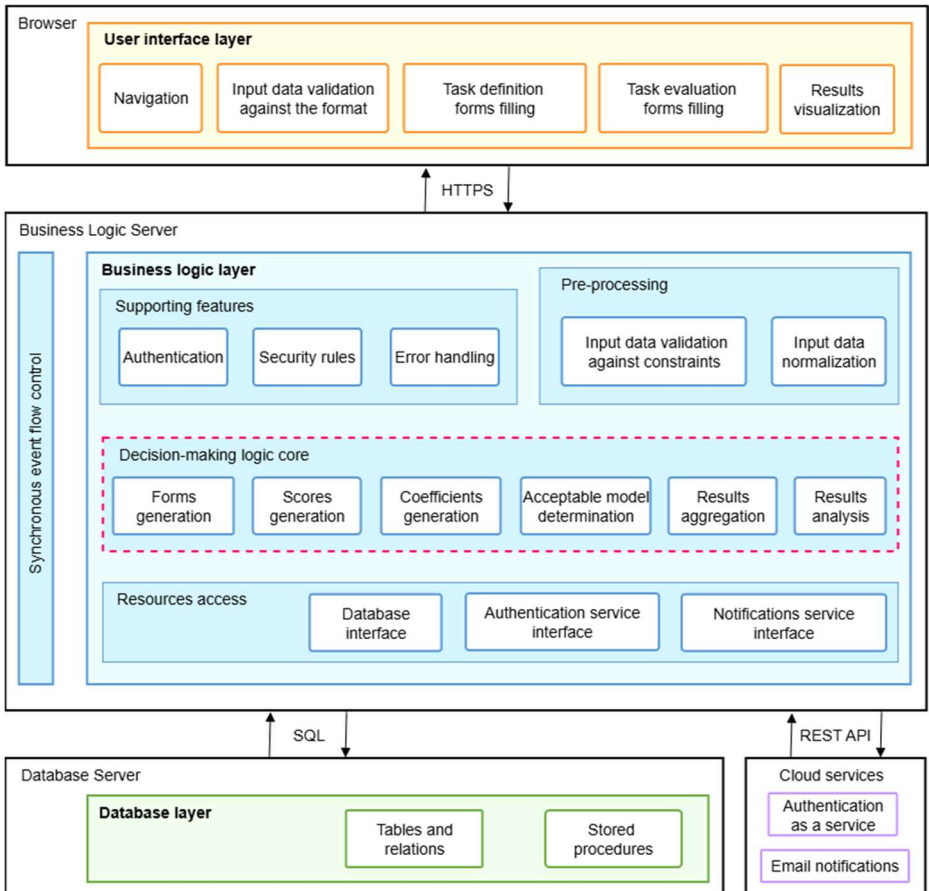 Browser
User interface layer
Navigation
Input data validation
against the format
Task definition
forms filling
Task evaluation
forms filling
Results
visualization
HTTPS
Business Logic Server
Synchronous event flow control
Business logic layer
Supporting features
Authentication
Security rules
Error handling
Pre-processing
Input data validation
against constraints
Input data
normalization
Decision-making logic core
Forms
generation
Scores
generation
Coefficients
generation
Acceptable model
determination
Results
aggregation
Results
analysis
Resources access
Database
interface
Authentication service
interface
Notifications service
interface
SQL
REST API
Database Server
Database layer
Tables and
relations
Stored
procedures
Cloud services
Authentication
as a service
Email notifications